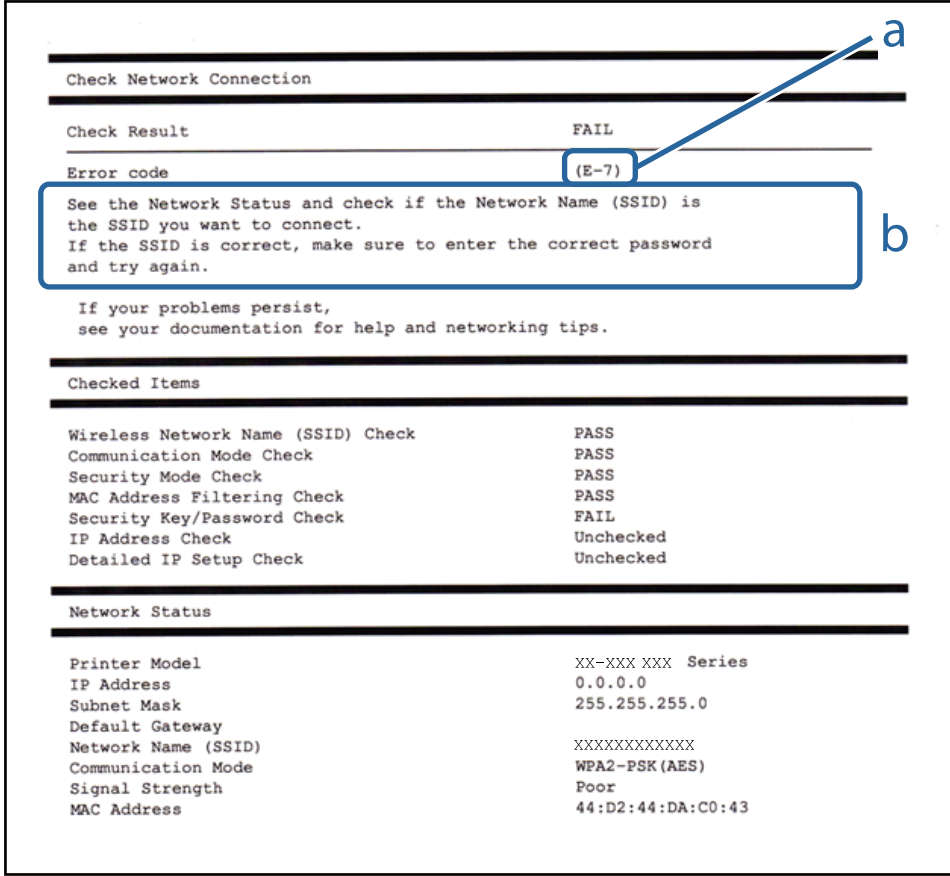 a
Check Network Connection
Check Result FAIL
Error code (E-7)
See the Network Status and check if the Network Name (SSID) is
the SSID you want to connect.
If the SSID is correct, make sure to enter the correct password
and try again.
b
If your problems persist,
see your documentation for help and networking tips.
Checked Items
Wireless Network Name (SSID) Check PASS
Communication Mode Check PASS
Security Mode Check PASS
MAC Address Filtering Check PASS
Security Key/Password Check FAIL
IP Address Check Unchecked
Detailed IP Setup Check Unchecked
Network Status
Printer Model XX-XXX XXX Series
IP Address 0.0.0.0
Subnet Mask 255.255.255.0
Default Gateway
Network Name (SSID) XXXXXXXXXXXX
Communication Mode WPA2-PSK(AES)
Signal Strength Poor
MAC Address 44:D2:44:DA:C0:43